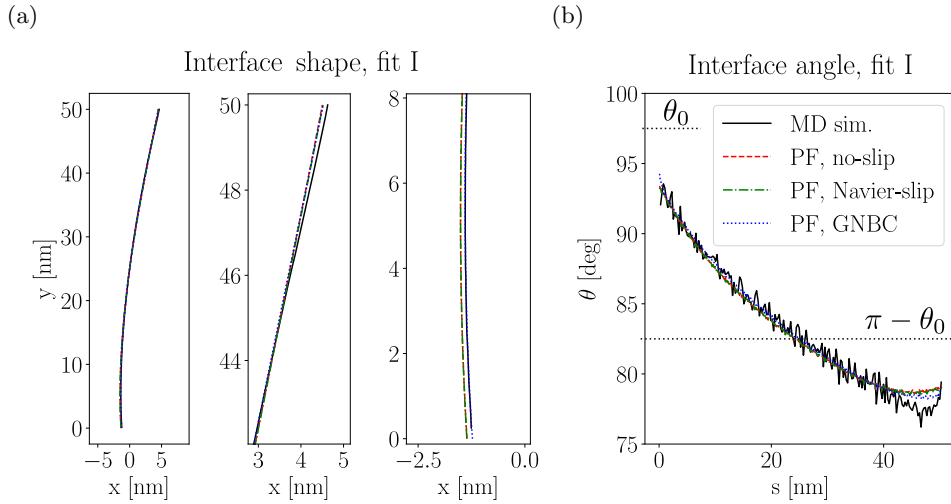 (a)
Interface shape, fit I
y [nm]
50
40
30
20
10
0
−5
0
5
x [nm]
50
48
46
44
3
4
5
x [nm]
8
6
4
2
0
−2.5
0.0
x [nm]
(b)
Interface angle, fit I
θ [deg]
100
95
90
85
80
75
0
20
40
s [nm]
θ₀
π − θ₀
MD sim.
PF, no-slip
PF, Navier-slip
PF, GNBC